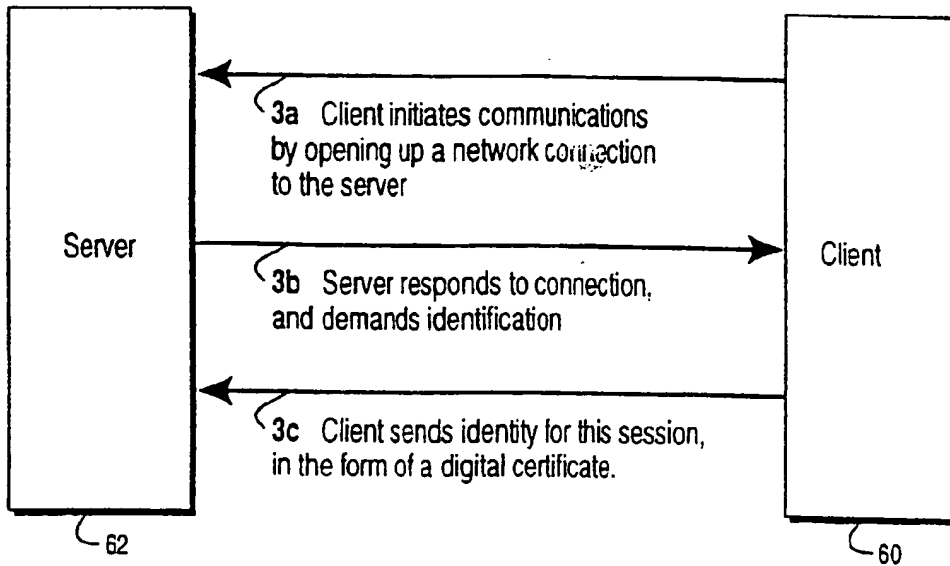 3a Client initiates communications
by opening up a network connection
to the server
Server
Client
3b Server responds to connection,
and demands identification
3c Client sends identity for this session,
in the form of a digital certificate.
62
60